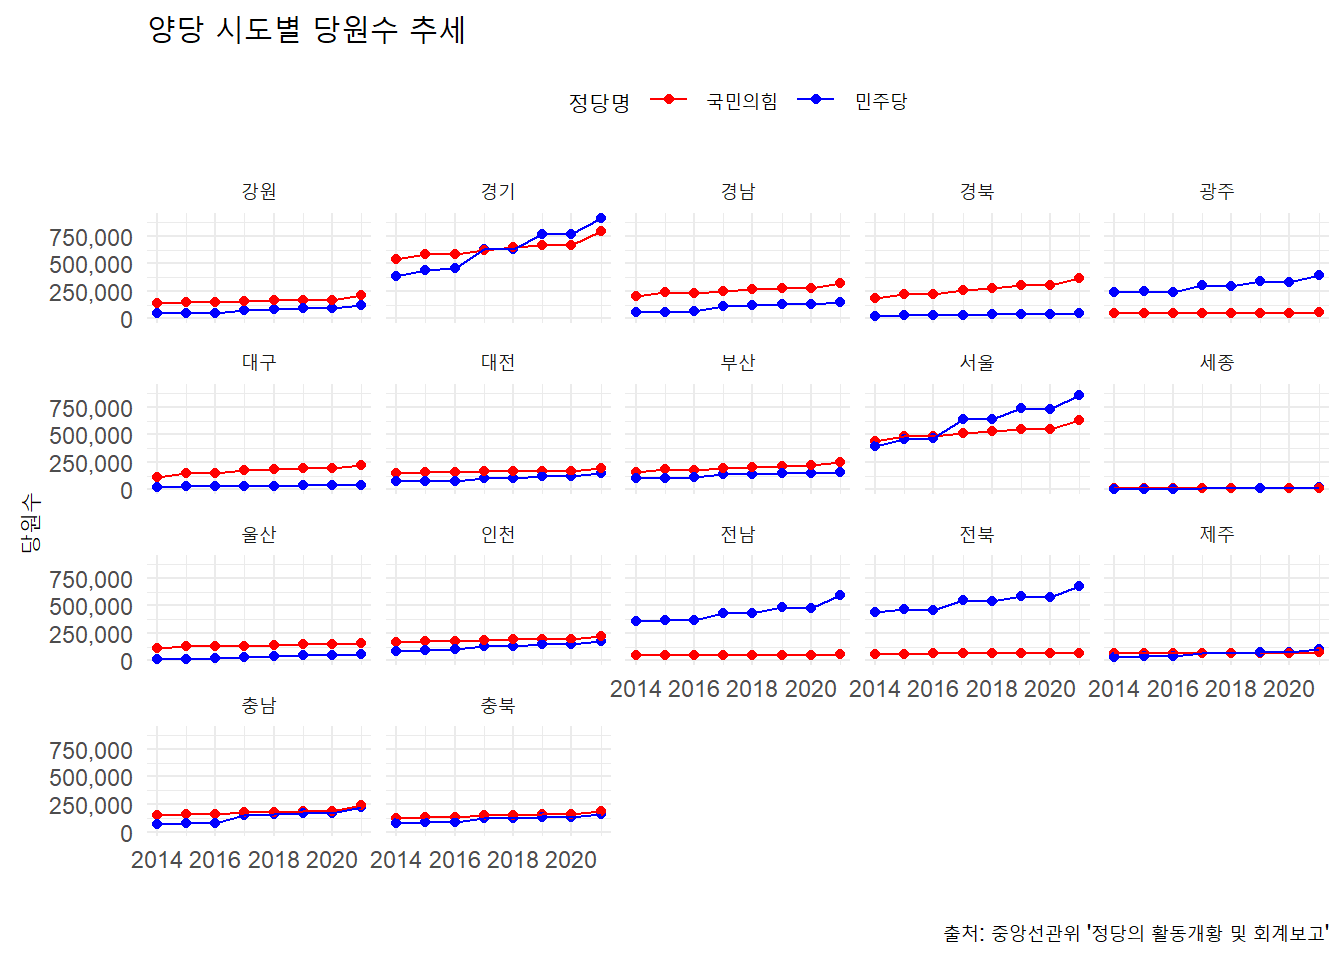 양당 시도별 당원수 추세
정당명 국민의힘 민주당
강원 경기 경남 경북 광주
750,000
500,000
250,000
0
대구 대전 부산 서울 세종
750,000
500,000
250,000
0
당원수
울산 인천 전남 전북 제주
750,000
500,000
250,000
0
2014 2016 2018 2020 2014 2016 2018 2020 2014 2016 2018 2020
충남 충북
750,000
500,000
250,000
0
2014 2016 2018 2020 2014 2016 2018 2020
출처: 중앙선관위 '정당의 활동개황 및 회계보고'